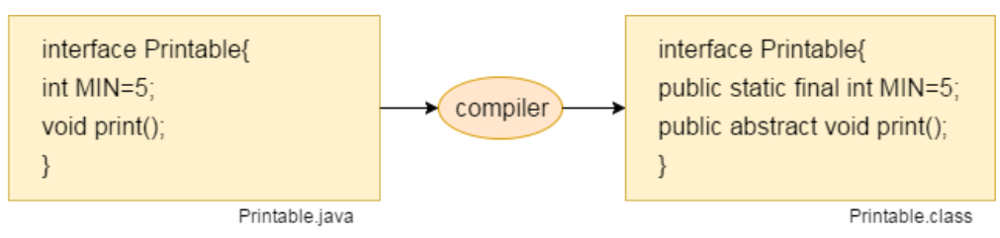 interface Printable{
int MIN=5;
void print();
}
Printable.java
compiler
interface Printable{
public static final int MIN=5;
public abstract void print();
}
Printable.class